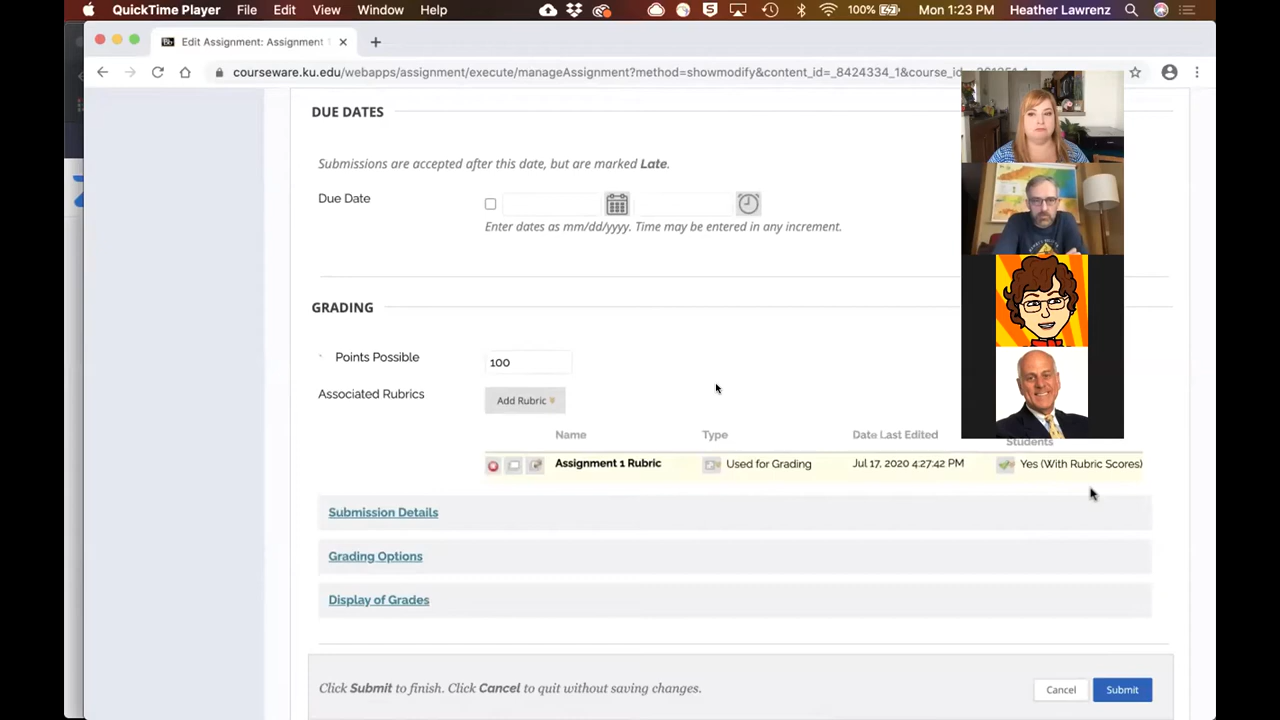 QuickTime Player File Edit View Window Help 100% Mon 1:23 PM Heather Lawrenz
Edit Assignment: Assignment
courseware.ku.edu/webapps/assignment/execute/manageAssignment?method=showmodify&content_id=_8424334_1&course_id=
DUE DATES
Submissions are accepted after this date, but are marked Late.
Due Date
Enter dates as mm/dd/yyyy. Time may be entered in any increment.
GRADING
Points Possible 100
Associated Rubrics Add Rubric
Name Type Date Last Edited
Students
Assignment 1 Rubric Used for Grading Jul 17, 2020 4:27:42 PM Yes (With Rubric Scores)
Submission Details
Grading Options
Display of Grades
Click Submit to finish. Click Cancel to quit without saving changes. Cancel Submit